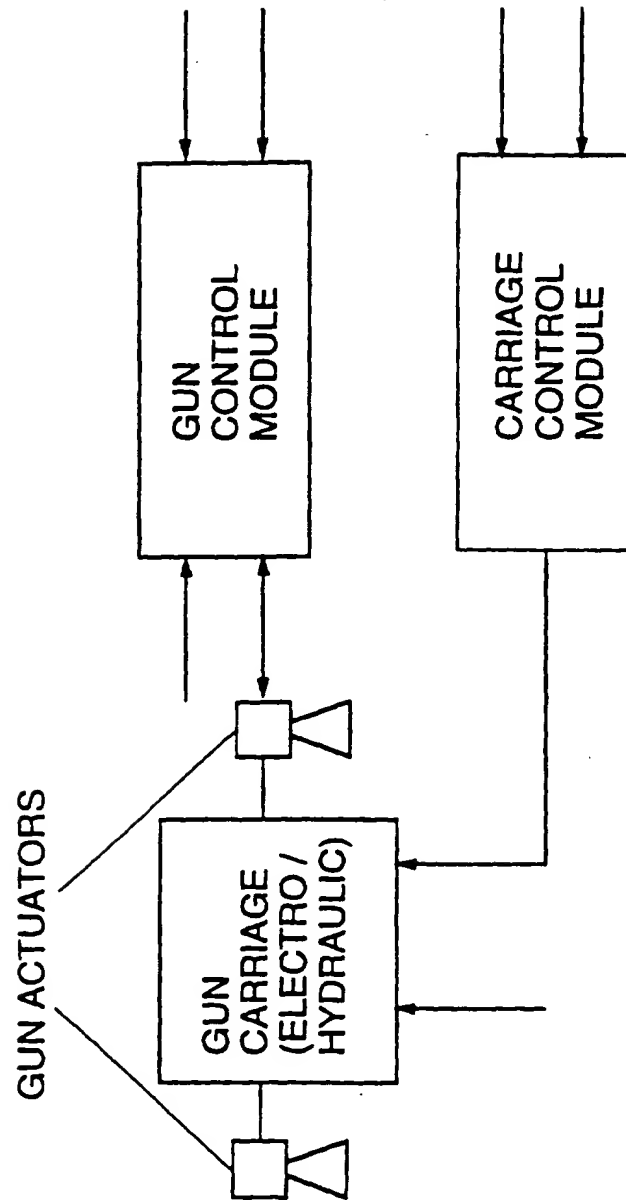 GUN ACTUATORS
GUN
CARRIAGE
(ELECTRO /
HYDRAULIC)
GUN
CONTROL
MODULE
CARRIAGE
CONTROL
MODULE